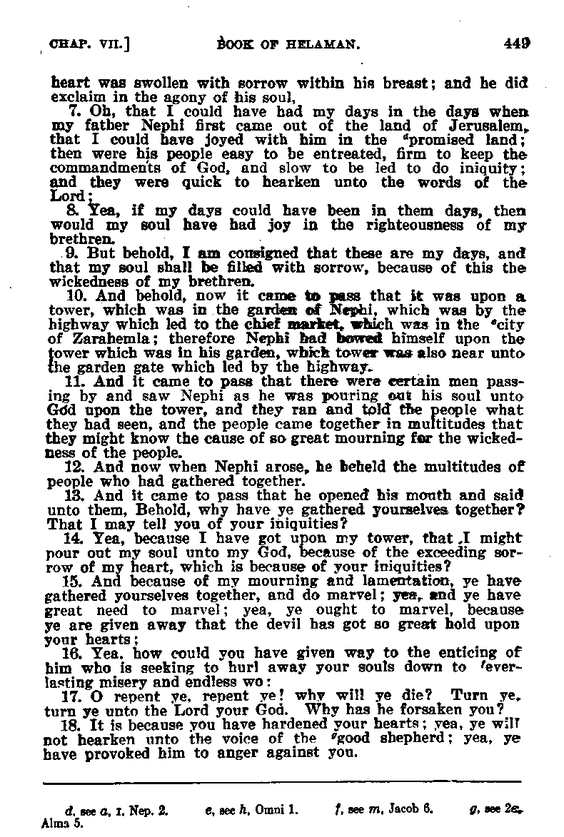 CHAP. VII.] BOOK OF HELAMAN. 449
heart was swollen with sorrow within his breast; and he did
exclaim in the agony of his soul,
7. Oh, that I could have had my days in the days when
my father Nephi first came out of the land of Jerusalem,
that I could have joyed with him in the ᵈpromised land;
then were his people easy to be entreated, firm to keep the
commandments of God, and slow to be led to do iniquity;
and they were quick to hearken unto the words of the
Lord;
8. Yea, if my days could have been in them days, then
would my soul have had joy in the righteousness of my
brethren.
9. But behold, I am consigned that these are my days, and
that my soul shall be filled with sorrow, because of this the
wickedness of my brethren.
10. And behold, now it came to pass that it was upon a
tower, which was in the garden of Nephi, which was by the
highway which led to the chief market, which was in the ᵉcity
of Zarahemla; therefore Nephi had bowed himself upon the
tower which was in his garden, which tower was also near unto
the garden gate which led by the highway.
11. And it came to pass that there were certain men pass-
ing by and saw Nephi as he was pouring out his soul unto
God upon the tower, and they ran and told the people what
they had seen, and the people came together in multitudes that
they might know the cause of so great mourning for the wicked-
ness of the people.
12. And now when Nephi arose, he beheld the multitudes of
people who had gathered together.
13. And it came to pass that he opened his mouth and said
unto them, Behold, why have ye gathered yourselves together?
That I may tell you of your iniquities?
14. Yea, because I have got upon my tower, that I might
pour out my soul unto my God, because of the exceeding sor-
row of my heart, which is because of your iniquities?
15. And because of my mourning and lamentation, ye have
gathered yourselves together, and do marvel; yea, and ye have
great need to marvel; yea, ye ought to marvel, because
ye are given away that the devil has got so great hold upon
your hearts;
16. Yea. how could you have given way to the enticing of
him who is seeking to hurl away your souls down to ᶠever-
lasting misery and endless wo:
17. O repent ye, repent ye! why will ye die? Turn ye,
turn ye unto the Lord your God. Why has he forsaken you?
18. It is because you have hardened your hearts; yea, ye will
not hearken unto the voice of the ᵍgood shepherd; yea, ye
have provoked him to anger against you.
d, see a, 1. Nep. 2. e, see h, Omni 1. f, see m, Jacob 6. g, see 2e,
Alma 5.